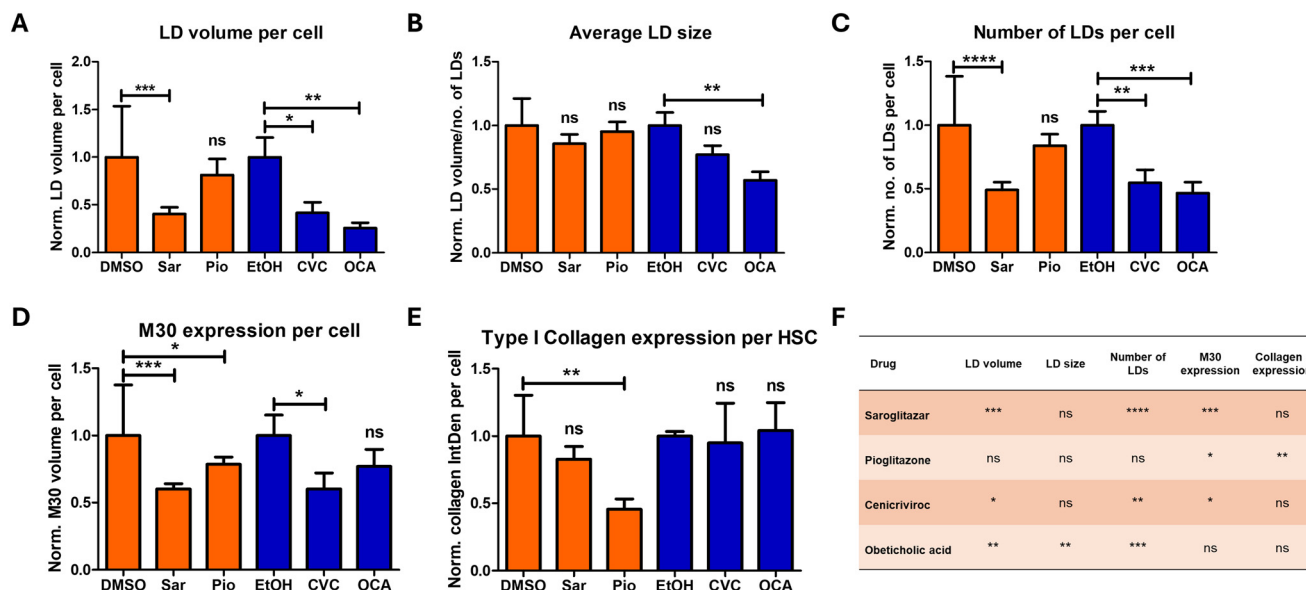 A
LD volume per cell
Norm. LD volume per cell
2.0
1.5
1.0
0.5
0.0
***
ns
**
*
DMSO Sar Pio EtOH CVC OCA
B
Average LD size
Norm. LD volume/no. of LDs
1.5
1.0
0.5
0.0
ns
ns
**
ns
DMSO Sar Pio EtOH CVC OCA
C
Number of LDs per cell
Norm. no. of LDs per cell
1.5
1.0
0.5
0.0
****
ns
***
**
DMSO Sar Pio EtOH CVC OCA
D
M30 expression per cell
Norm. M30 volume per cell
1.5
1.0
0.5
0.0
*
***
*
ns
DMSO Sar Pio EtOH CVC OCA
E
Type I Collagen expression per HSC
Norm. collagen IntDen per cell
1.5
1.0
0.5
0.0
**
ns
ns
ns
DMSO Sar Pio EtOH CVC OCA
F
Drug LD volume LD size Number of LDs M30 expression Collagen expression
Saroglitazar *** ns **** *** ns
Pioglitazone ns ns ns * **
Cenicriviroc * ns ** * ns
Obeticholic acid ** ** *** ns ns